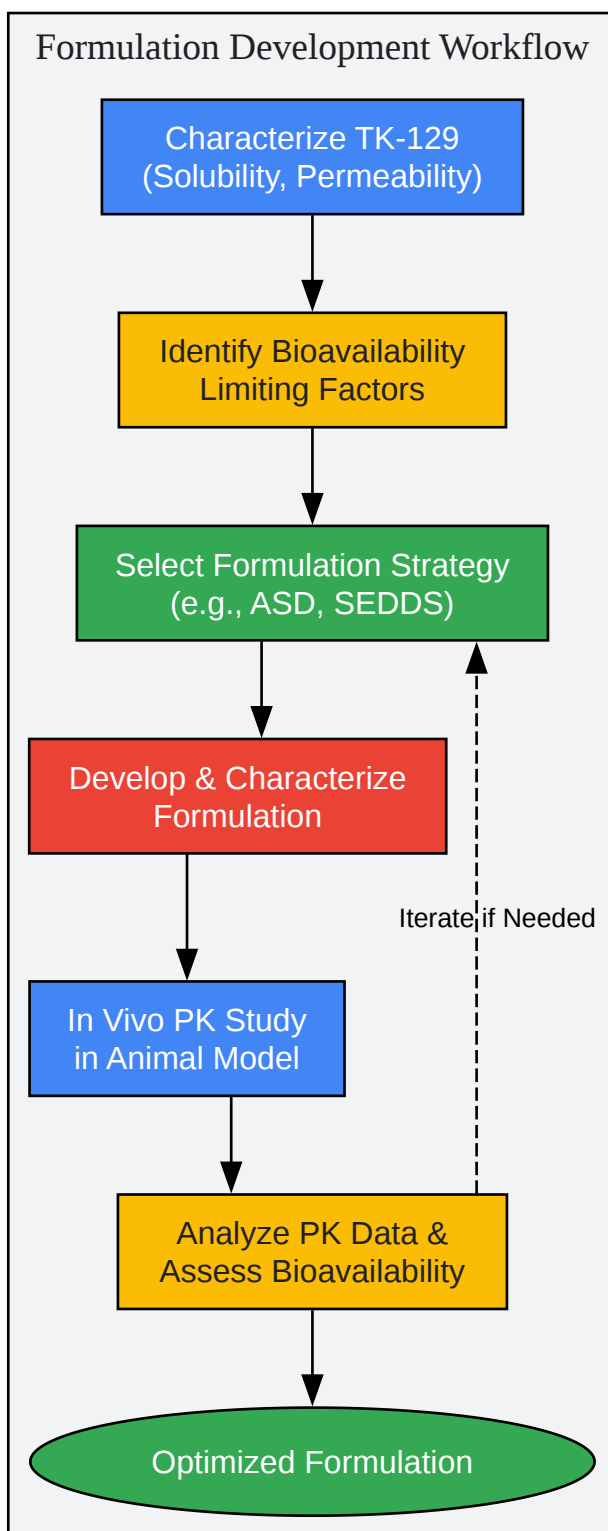 Formulation Development Workflow
Characterize TK-129
(Solubility, Permeability)
Identify Bioavailability
Limiting Factors
Select Formulation Strategy
(e.g., ASD, SEDDS)
Develop & Characterize
Formulation
Iterate if Needed
In Vivo PK Study
in Animal Model
Analyze PK Data &
Assess Bioavailability
Optimized Formulation